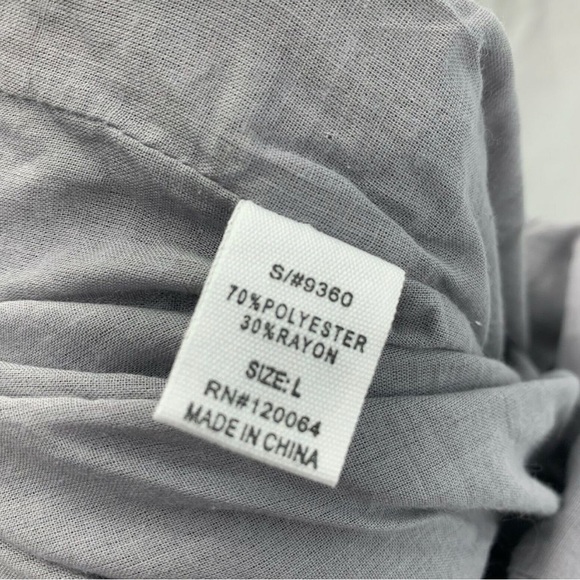 S/#9360
70%POLYESTER
30%RAYON
SIZE: L
RN#120064
MADE IN CHINA